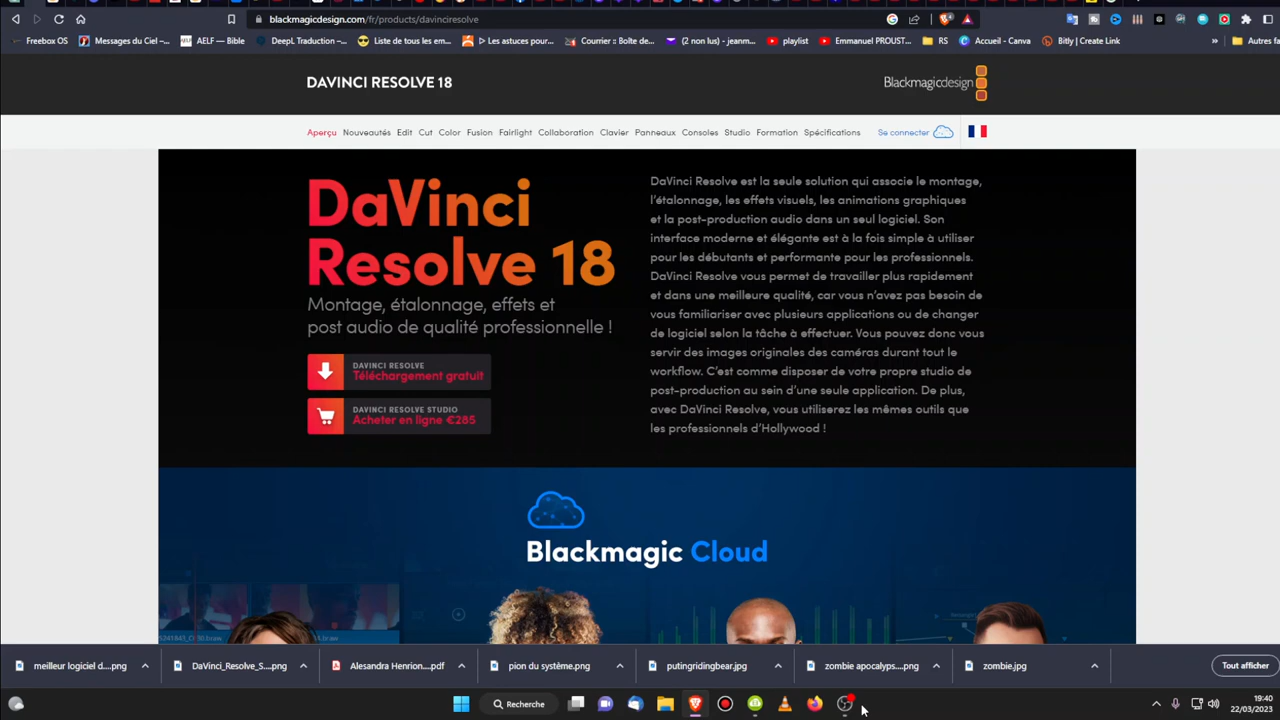 blackmagicdesign.com/fr/products/davinciresolve
Freebox OS
Messages du Ciel –...
AELF — Bible
DeepL Traduction –...
Liste de tous les em...
▷ Les astuces pour...
Courrier :: Boîte de...
(2 non lus) - jeanm...
playlist
Emmanuel PROUST...
RS
Accueil - Canva
Bitly | Create Link
»
Autres fa
DAVINCI RESOLVE 18
Blackmagicdesign
Aperçu Nouveautés Edit Cut Color Fusion Fairlight Collaboration Clavier Panneaux Consoles Studio Formation Spécifications Se connecter
DaVinci
Resolve 18
Montage, étalonnage, effets et
post audio de qualité professionnelle !
DAVINCI RESOLVE
Téléchargement gratuit
DAVINCI RESOLVE STUDIO
Acheter en ligne €285
DaVinci Resolve est la seule solution qui associe le montage,
l'étalonnage, les effets visuels, les animations graphiques
et la post-production audio dans un seul logiciel. Son
interface moderne et élégante est à la fois simple à utiliser
pour les débutants et performante pour les professionnels.
DaVinci Resolve vous permet de travailler plus rapidement
et dans une meilleure qualité, car vous n'avez pas besoin de
vous familiariser avec plusieurs applications ou de changer
de logiciel selon la tâche à effectuer. Vous pouvez donc vous
servir des images originales des caméras durant tout le
workflow. C'est comme disposer de votre propre studio de
post-production au sein d'une seule application. De plus,
avec DaVinci Resolve, vous utiliserez les mêmes outils que
les professionnels d'Hollywood !
Blackmagic Cloud
meilleur logiciel d....png
DaVinci_Resolve_S....png
Alesandra Henrion....pdf
pion du système.png
putingridingbear.jpg
zombie apocalyps....png
zombie.jpg
Tout afficher
Recherche
19:40
22/03/2023